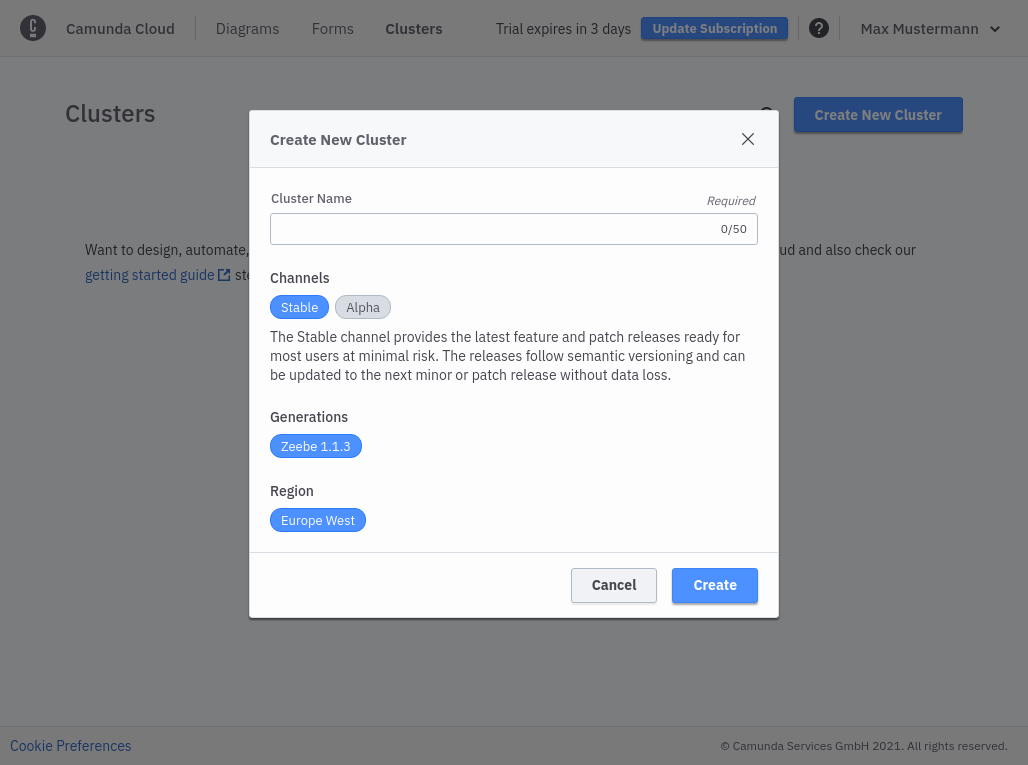 Camunda Cloud Diagrams Forms Clusters Trial expires in 3 days Update Subscription ? Max Mustermann
Clusters
Create New Cluster
Want to design, automate,
ud and also check our
getting started guide
Create New Cluster
Cluster Name Required
0/50
Channels
Stable Alpha
The Stable channel provides the latest feature and patch releases ready for
most users at minimal risk. The releases follow semantic versioning and can
be updated to the next minor or patch release without data loss.
Generations
Zeebe 1.1.3
Region
Europe West
Cancel Create
Cookie Preferences © Camunda Services GmbH 2021. All rights reserved.